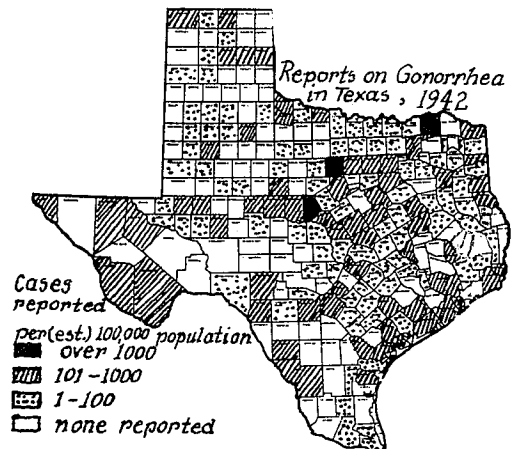 Reports on Gonorrhea
in Texas, 1942
Cases
reported
per(est.) 100,000 population
over 1000
101-1000
1-100
none reported